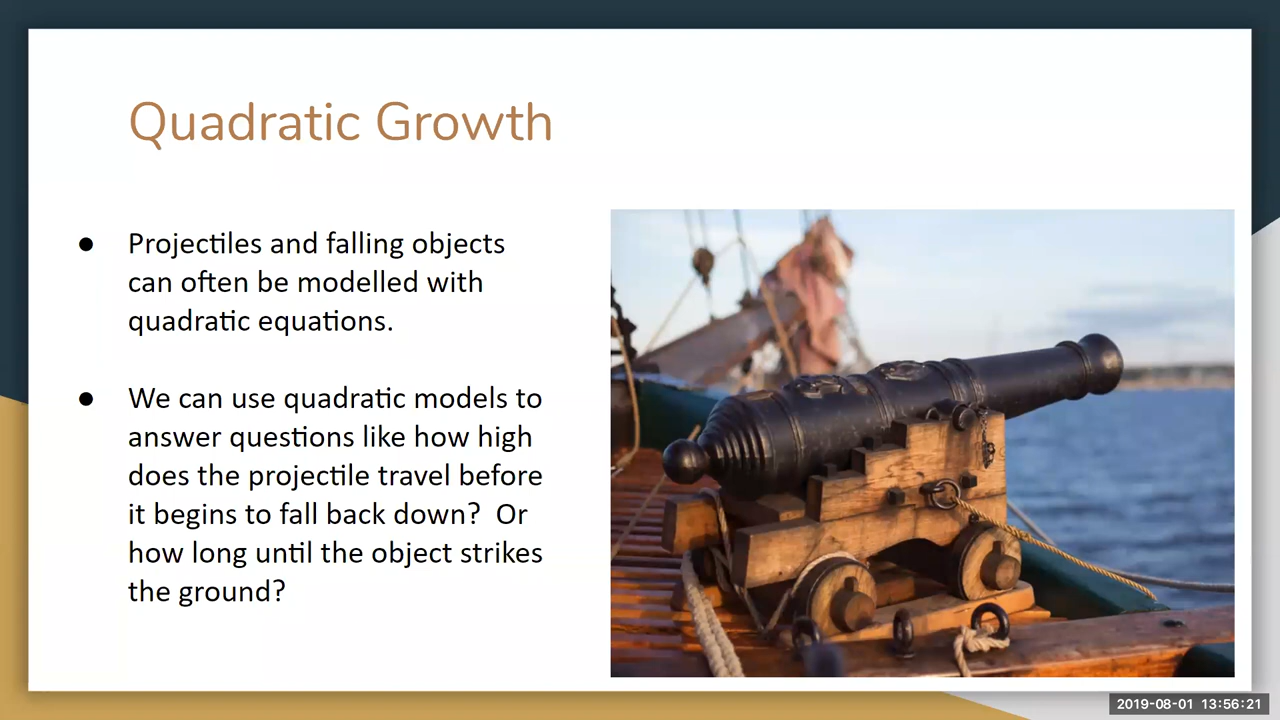 Quadratic Growth
● Projectiles and falling objects
can often be modelled with
quadratic equations.
● We can use quadratic models to
answer questions like how high
does the projectile travel before
it begins to fall back down?  Or
how long until the object strikes
the ground?
2019-08-01 13:56:21